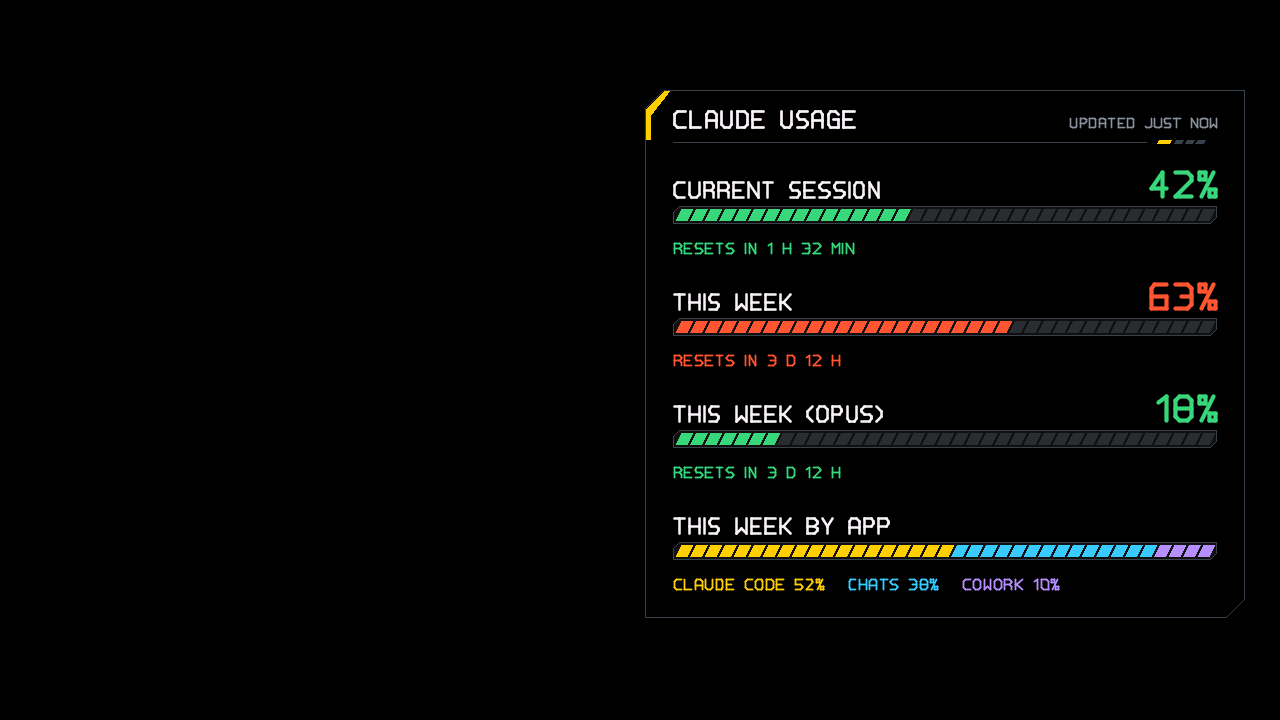 CLAUDE USAGE
UPDATED JUST NOW
CURRENT SESSION
42%
RESETS IN 1 H 32 MIN
THIS WEEK
63%
RESETS IN 3 D 12 H
THIS WEEK (OPUS)
18%
RESETS IN 3 D 12 H
THIS WEEK BY APP
CLAUDE CODE 52% CHATS 38% COWORK 10%